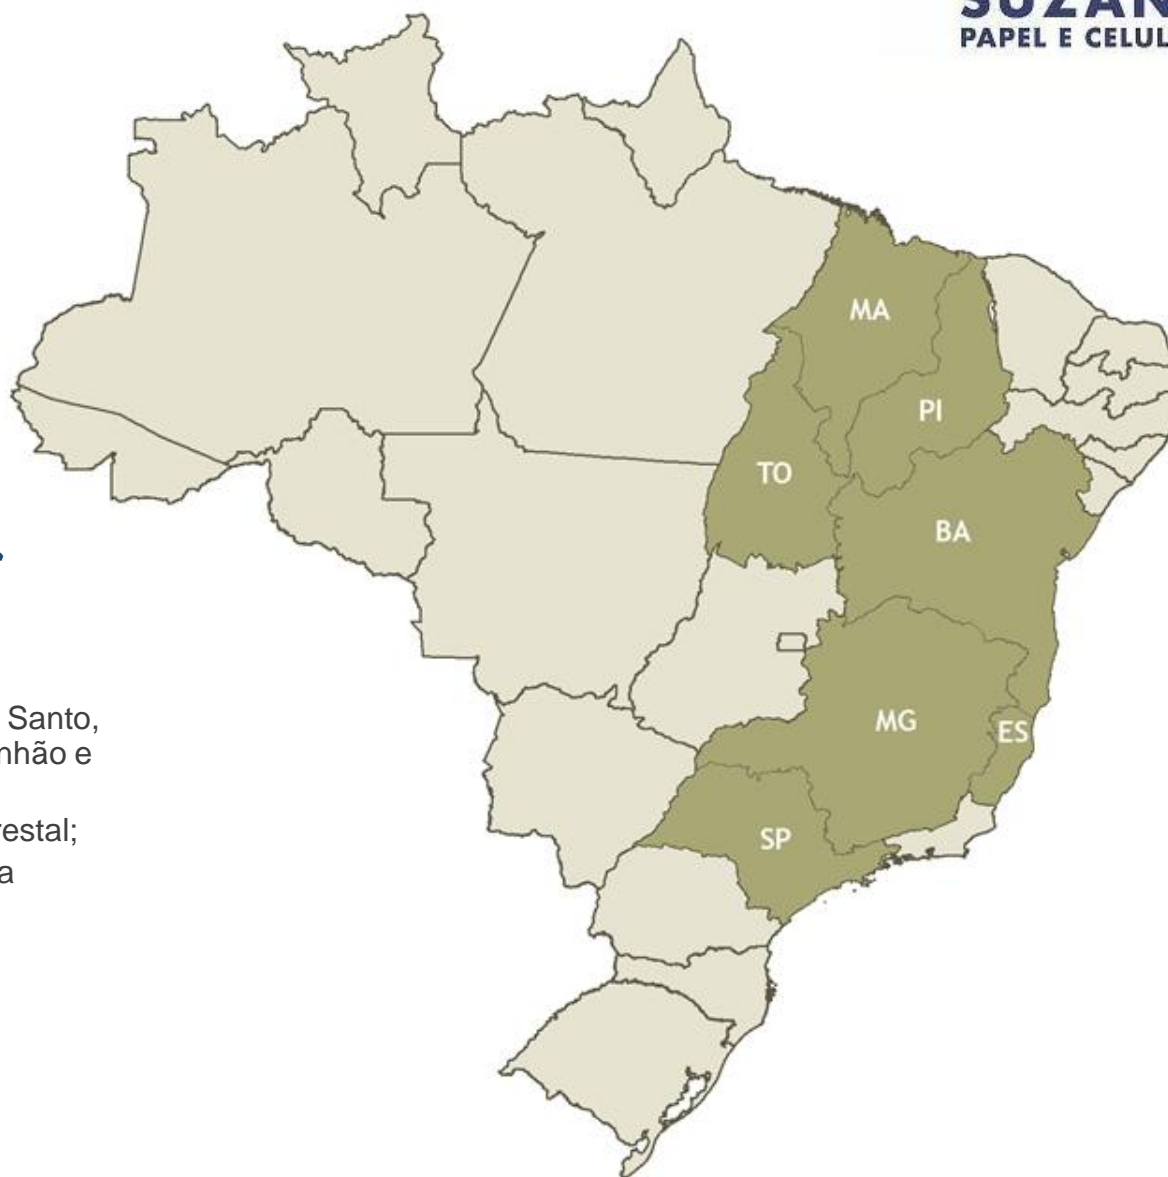 SUZAN
PAPEL E CELUL
MA
PI
TO
BA
Santo,
nhão e
MG
ES
restal;
SP
a